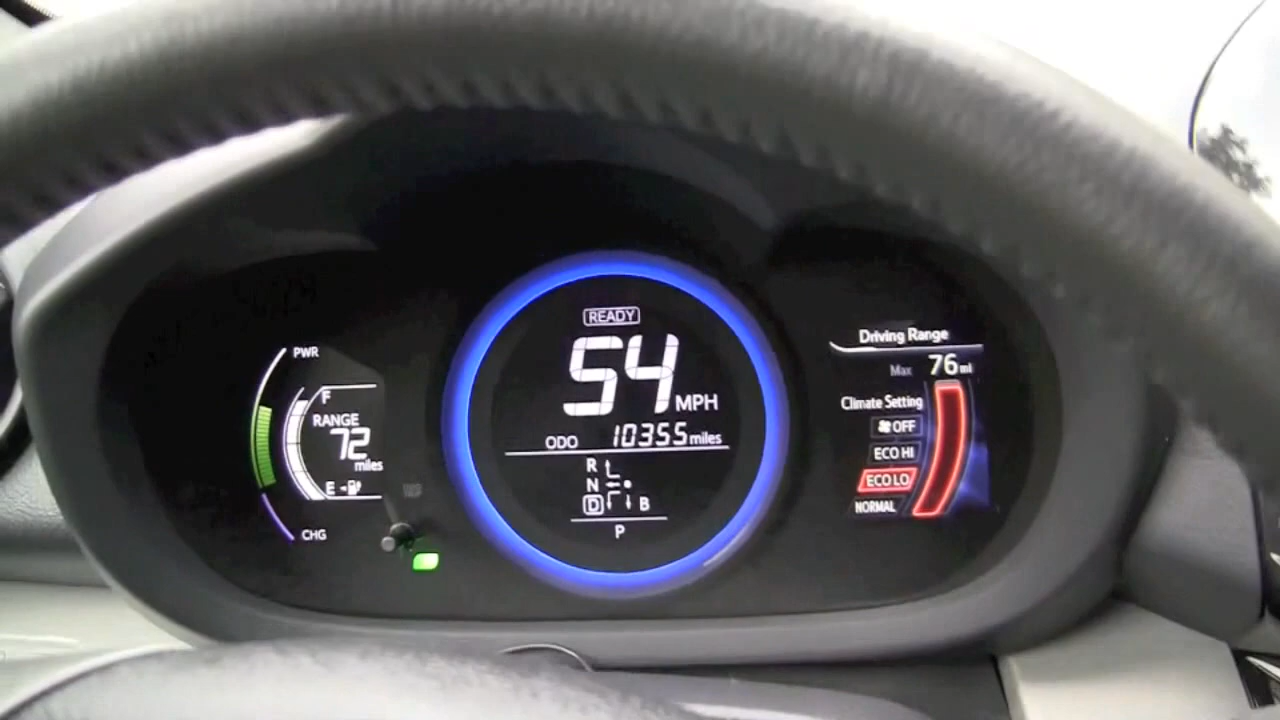 PWR
F
RANGE
72
miles
E
CHG
READY
54 MPH
ODO 10355 miles
R
N
D B
P
Driving Range
Max 76 mi
Climate Setting
OFF
ECO HI
ECO LO
NORMAL